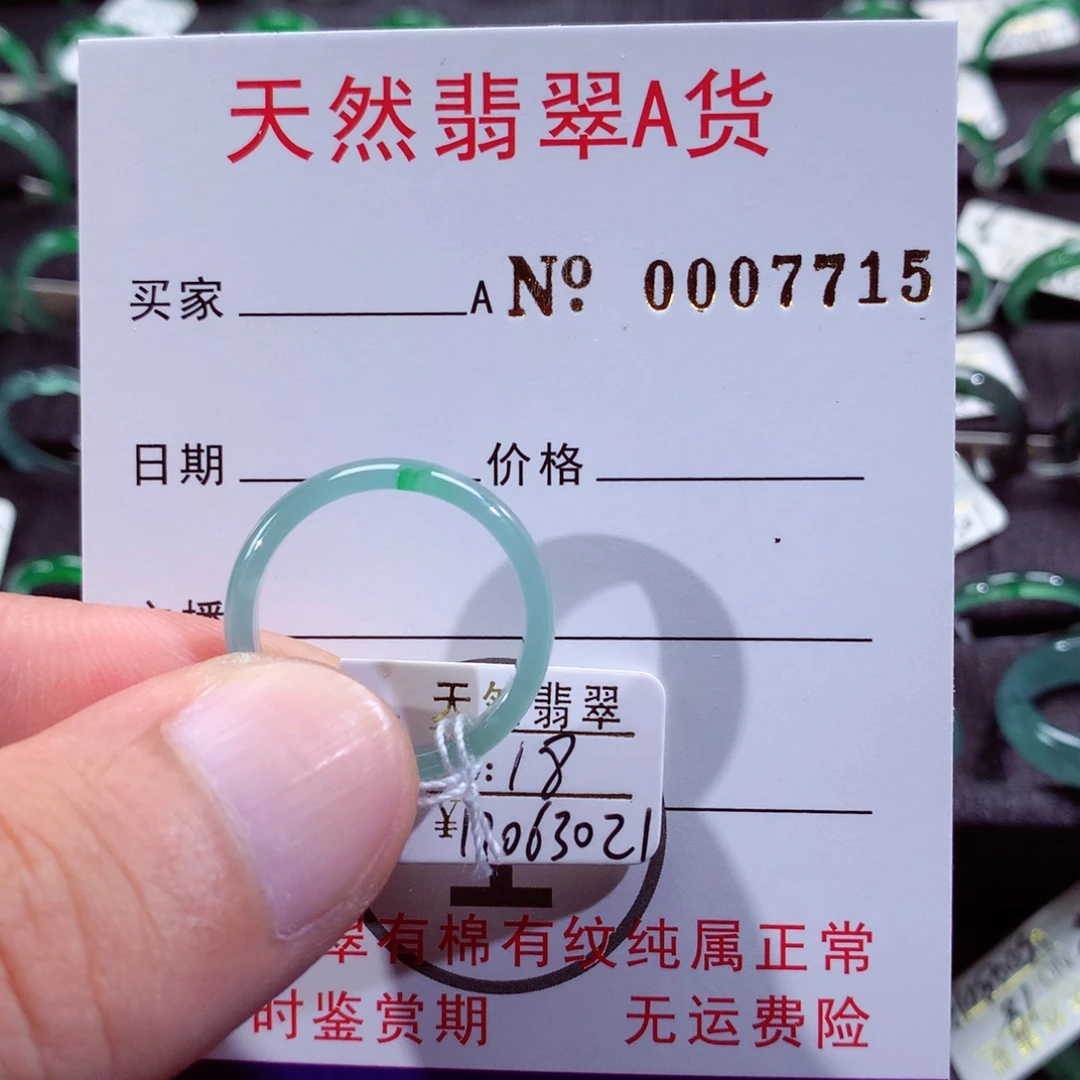 天然翡翠A货
买家 A № 0007715
日期 价格
播
天 翡翠
: 18
¥
翠有棉有纹纯属正常
时鉴赏期 无运费险